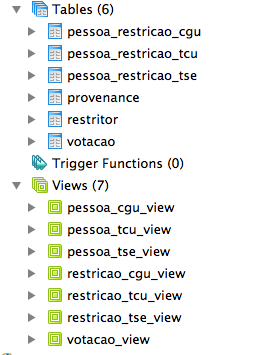 Tables (6)
pessoa_restricao_cgu
pessoa_restricao_tcu
pessoa_restricao_tse
provenance
restritor
votacao
Trigger Functions (0)
Views (7)
pessoa_cgu_view
pessoa_tcu_view
pessoa_tse_view
restricao_cgu_view
restricao_tcu_view
restricao_tse_view
votacao_view